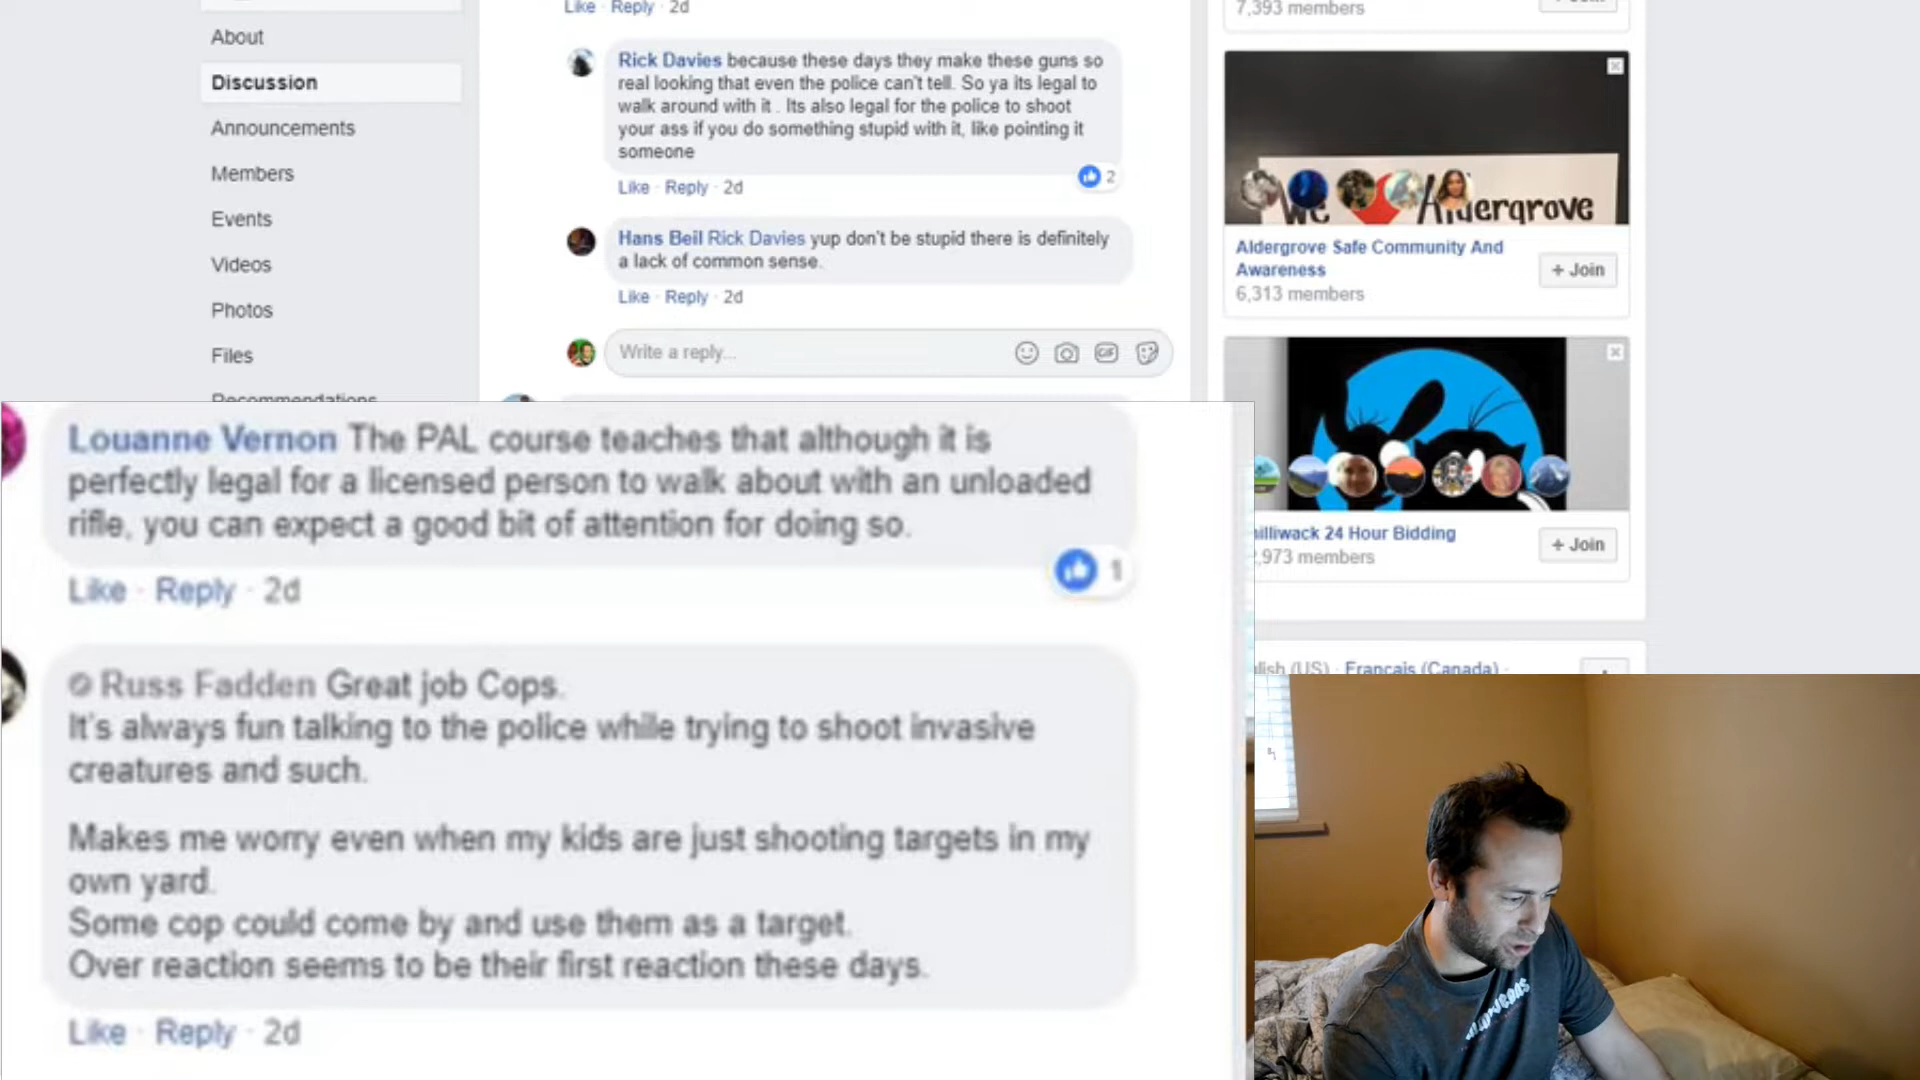 About
Discussion
Announcements
Members
Events
Videos
Photos
Files
Recommendations
Like · Reply · 2d
Rick Davies because these days they make these guns so
real looking that even the police can't tell. So ya its legal to
walk around with it . Its also legal for the police to shoot
your ass if you do something stupid with it, like pointing it
someone
2
Like · Reply · 2d
Hans Beil Rick Davies yup don't be stupid there is definitely
a lack of common sense.
Like · Reply · 2d
Write a reply...
GIF
Louanne Vernon The PAL course teaches that although it is
perfectly legal for a licensed person to walk about with an unloaded
rifle, you can expect a good bit of attention for doing so.
1
Like · Reply · 2d
Russ Fadden Great job Cops.
It's always fun talking to the police while trying to shoot invasive
creatures and such.
Makes me worry even when my kids are just shooting targets in my
own yard.
Some cop could come by and use them as a target.
Over reaction seems to be their first reaction these days.
Like · Reply · 2d
7,393 members
We Aldergrove
Aldergrove Safe Community And
Awareness
6,313 members
+ Join
illiwack 24 Hour Bidding
,973 members
+ Join
lish (US) · Français (Canada) ·